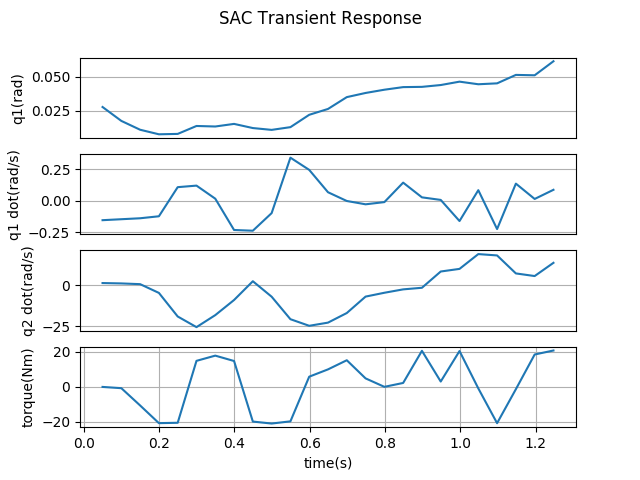 SAC Transient Response
0.050
0.025
q1(rad)
0.25
0.00
−0.25
q1 dot(rad/s)
0
−25
q2 dot(rad/s)
20
0
−20
torque(Nm)
0.0 0.2 0.4 0.6 0.8 1.0 1.2
time(s)